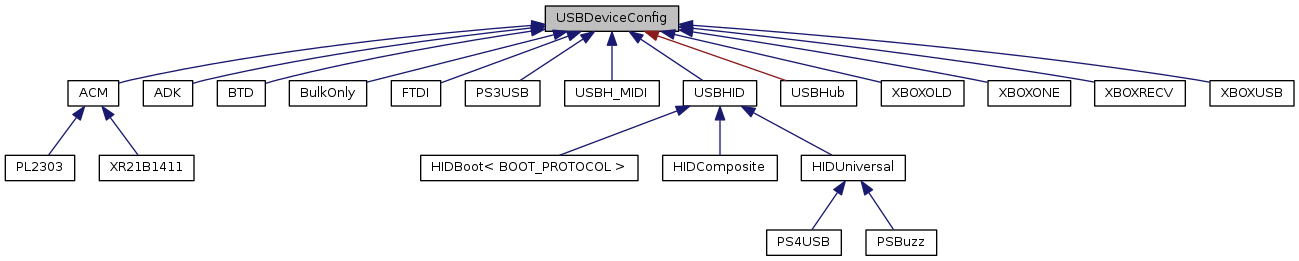 USBDeviceConfig
ACM
ADK
BTD
BulkOnly
FTDI
PS3USB
USBH_MIDI
USBHID
USBHub
XBOXOLD
XBOXONE
XBOXRECV
XBOXUSB
PL2303
XR21B1411
HIDBoot< BOOT_PROTOCOL >
HIDComposite
HIDUniversal
PS4USB
PSBuzz